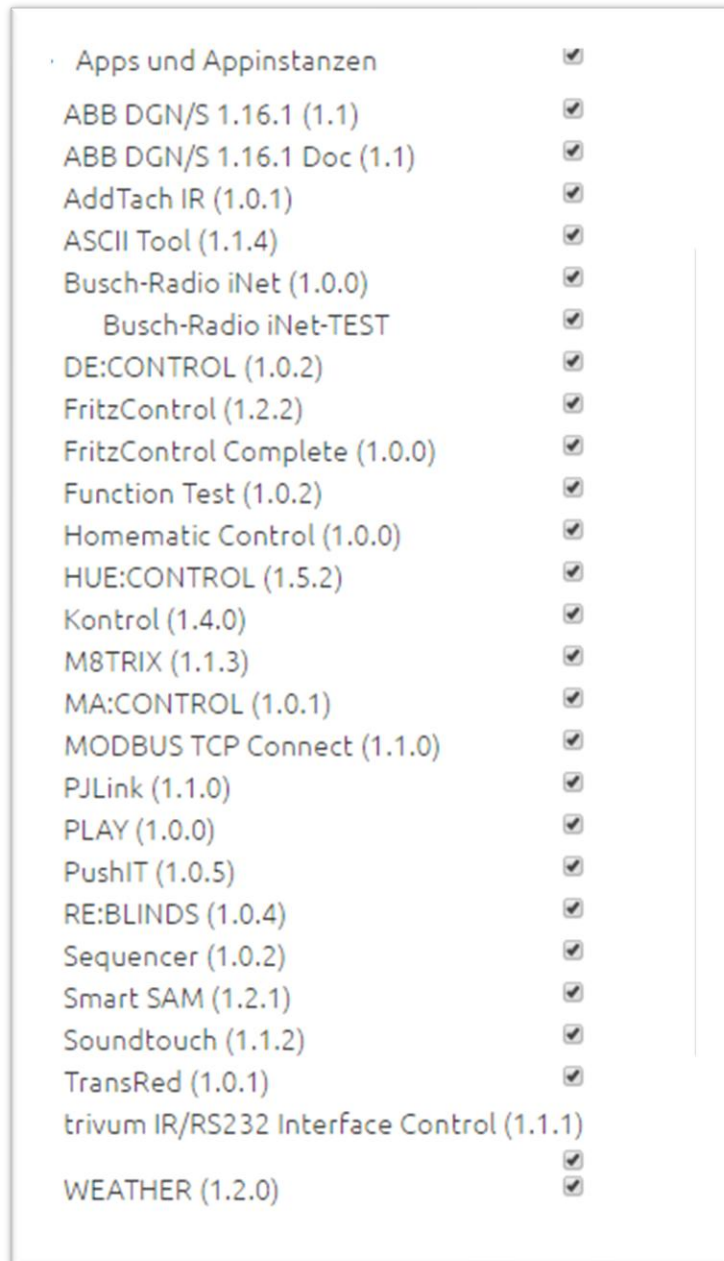 Apps und Appinstanzen
ABB DGN/S 1.16.1 (1.1)
ABB DGN/S 1.16.1 Doc (1.1)
AddTach IR (1.0.1)
ASCII Tool (1.1.4)
Busch-Radio iNet (1.0.0)
Busch-Radio iNet-TEST
DE:CONTROL (1.0.2)
FritzControl (1.2.2)
FritzControl Complete (1.0.0)
Function Test (1.0.2)
Homematic Control (1.0.0)
HUE:CONTROL (1.5.2)
Kontrol (1.4.0)
M8TRIX (1.1.3)
MA:CONTROL (1.0.1)
MODBUS TCP Connect (1.1.0)
PJLink (1.1.0)
PLAY (1.0.0)
PushIT (1.0.5)
RE:BLINDS (1.0.4)
Sequencer (1.0.2)
Smart SAM (1.2.1)
Soundtouch (1.1.2)
TransRed (1.0.1)
trivum IR/RS232 Interface Control (1.1.1)
WEATHER (1.2.0)